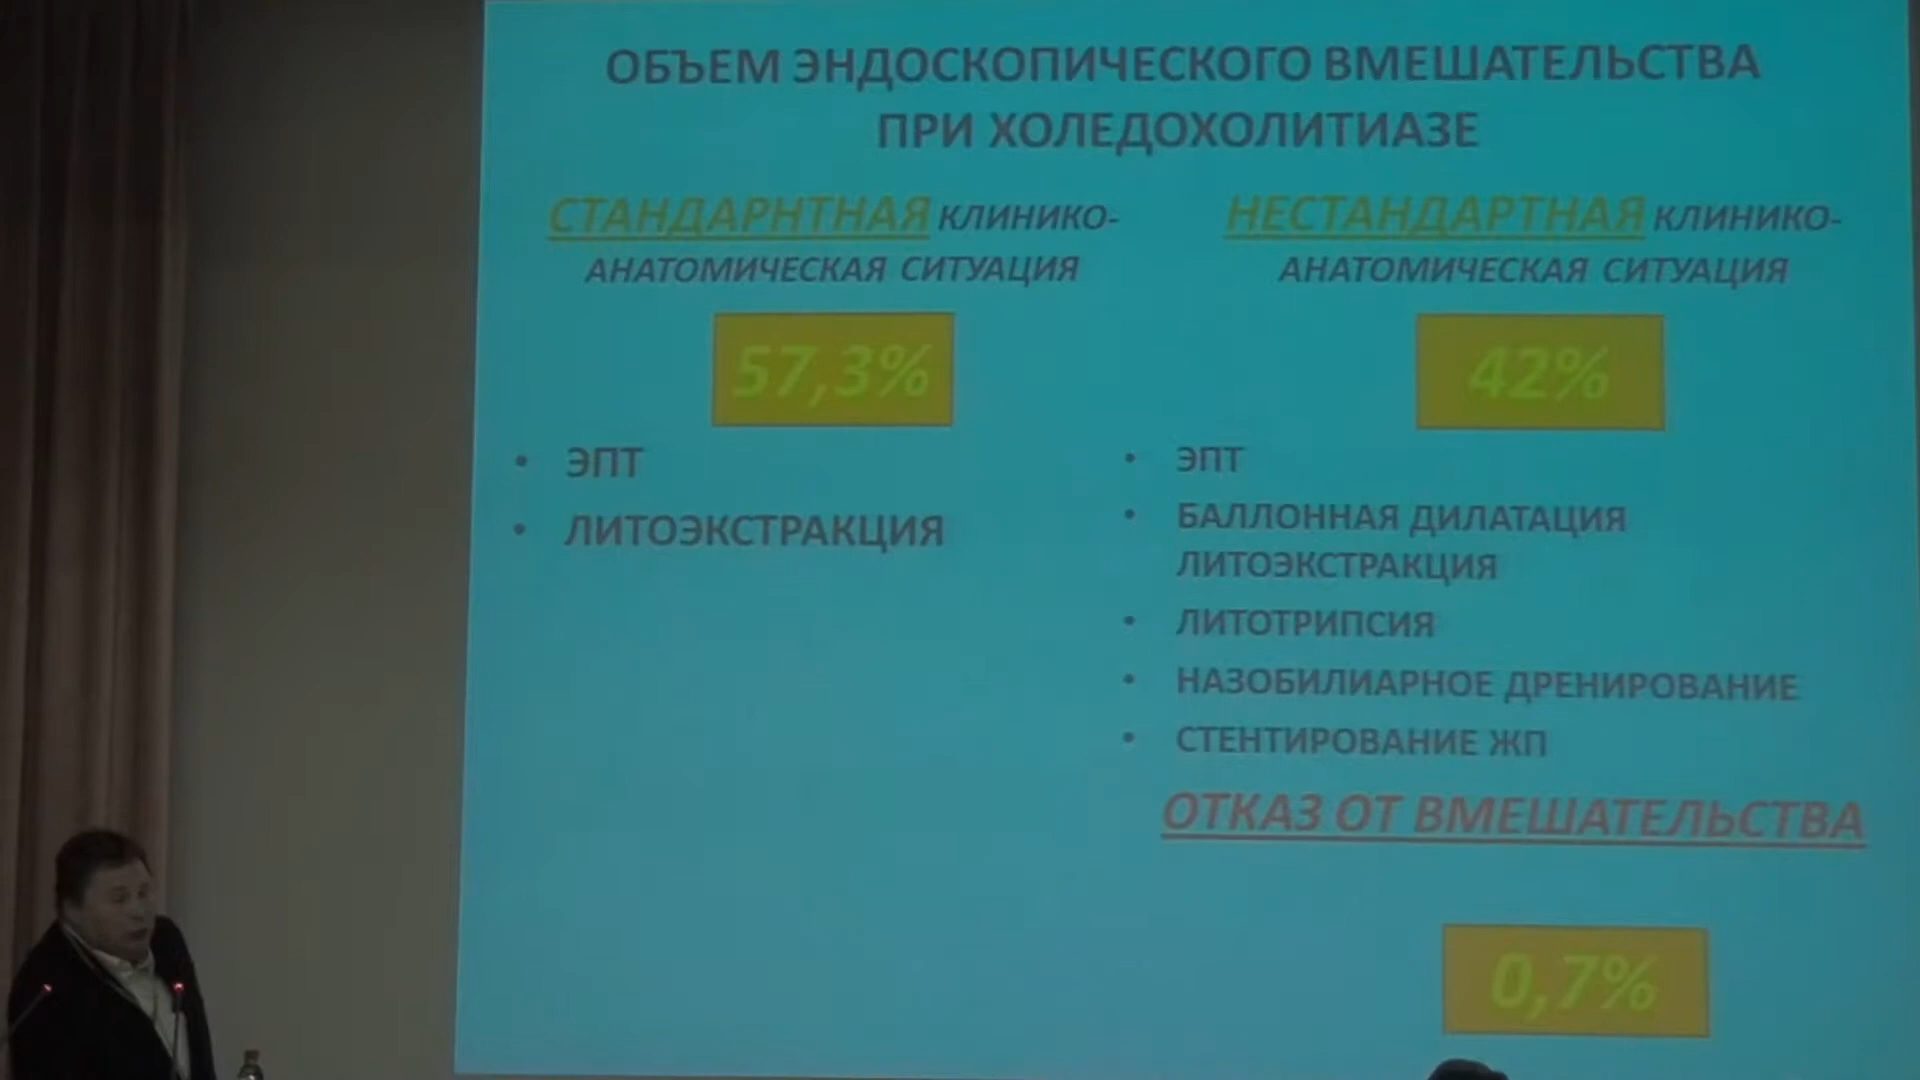 ОБЪЕМ ЭНДОСКОПИЧЕСКОГО ВМЕШАТЕЛЬСТВА
ПРИ ХОЛЕДОХОЛИТИАЗЕ
СТАНДАРНТНАЯ КЛИНИКО-
АНАТОМИЧЕСКАЯ СИТУАЦИЯ
57,3%
• ЭПТ
• ЛИТОЭКСТРАКЦИЯ
НЕСТАНДАРТНАЯ КЛИНИКО-
АНАТОМИЧЕСКАЯ СИТУАЦИЯ
42%
• ЭПТ
• БАЛЛОННАЯ ДИЛАТАЦИЯ
ЛИТОЭКСТРАКЦИЯ
• ЛИТОТРИПСИЯ
• НАЗОБИЛИАРНОЕ ДРЕНИРОВАНИЕ
• СТЕНТИРОВАНИЕ ЖП
ОТКАЗ ОТ ВМЕШАТЕЛЬСТВА
0,7%